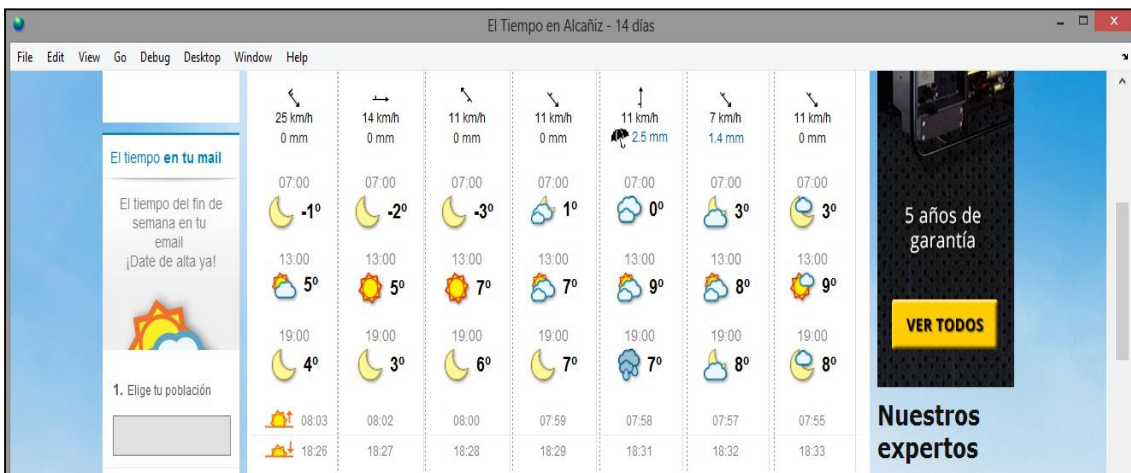 El Tiempo en Alcañiz - 14 días
File Edit View Go Debug Desktop Window Help
El tiempo en tu mail
El tiempo del fin de
semana en tu
email
¡Date de alta ya!
1. Elige tu población
25 km/h 14 km/h 11 km/h 11 km/h 11 km/h 7 km/h 11 km/h
0 mm 0 mm 0 mm 0 mm 2.5 mm 1.4 mm 0 mm
07:00 07:00 07:00 07:00 07:00 07:00 07:00
-1º -2º -3º 1º 0º 3º 3º
13:00 13:00 13:00 13:00 13:00 13:00 13:00
5º 5º 7º 7º 9º 8º 9º
19:00 19:00 19:00 19:00 19:00 19:00 19:00
4º 3º 6º 7º 7º 8º 8º
08:03 08:02 08:00 07:59 07:58 07:57 07:55
18:26 18:27 18:28 18:29 18:31 18:32 18:33
5 años de
garantía
VER TODOS
Nuestros
expertos